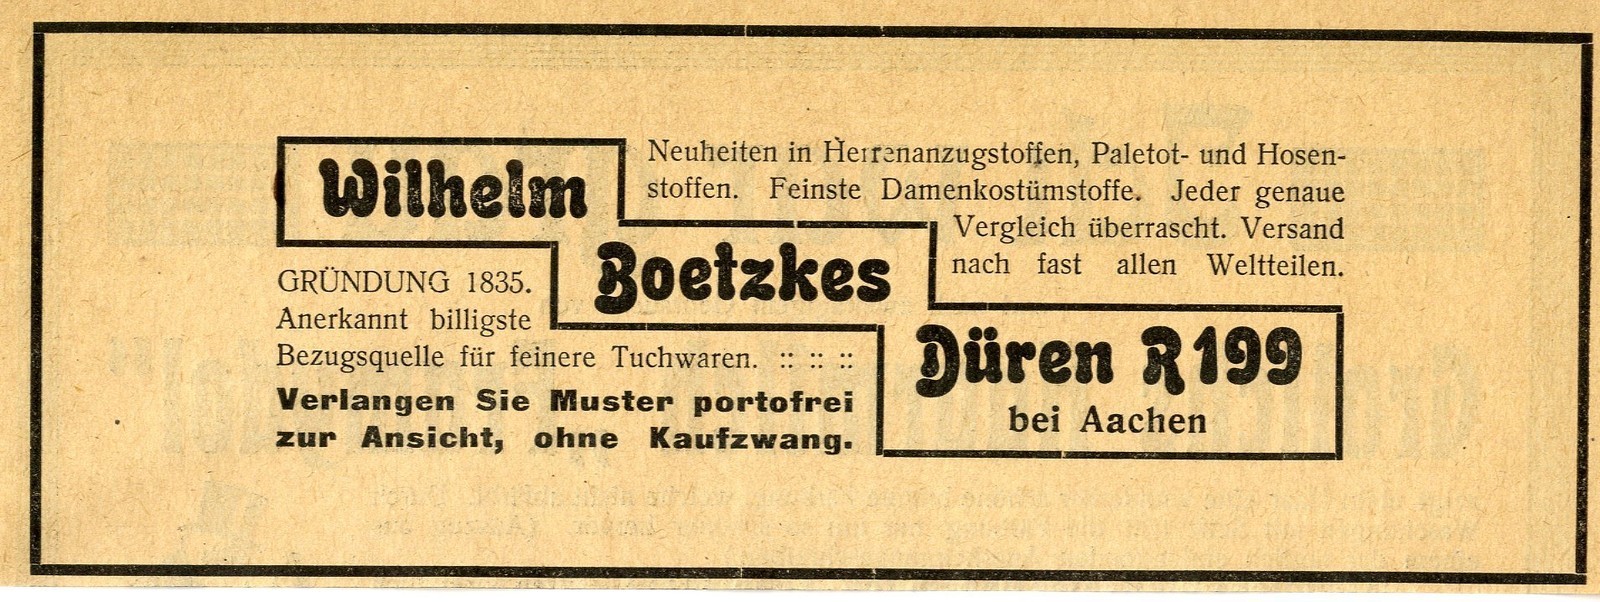 Wilhelm
Neuheiten in Herrenanzugstoffen, Paletot- und Hosen-
stoffen. Feinste Damenkostümstoffe. Jeder genaue
Vergleich überrascht. Versand
nach fast allen Weltteilen.
Boetzkes
GRÜNDUNG 1835.
Anerkannt billigste
Bezugsquelle für feinere Tuchwaren. :: :: ::
Verlangen Sie Muster portofrei
zur Ansicht, ohne Kaufzwang.
Düren R 199
bei Aachen